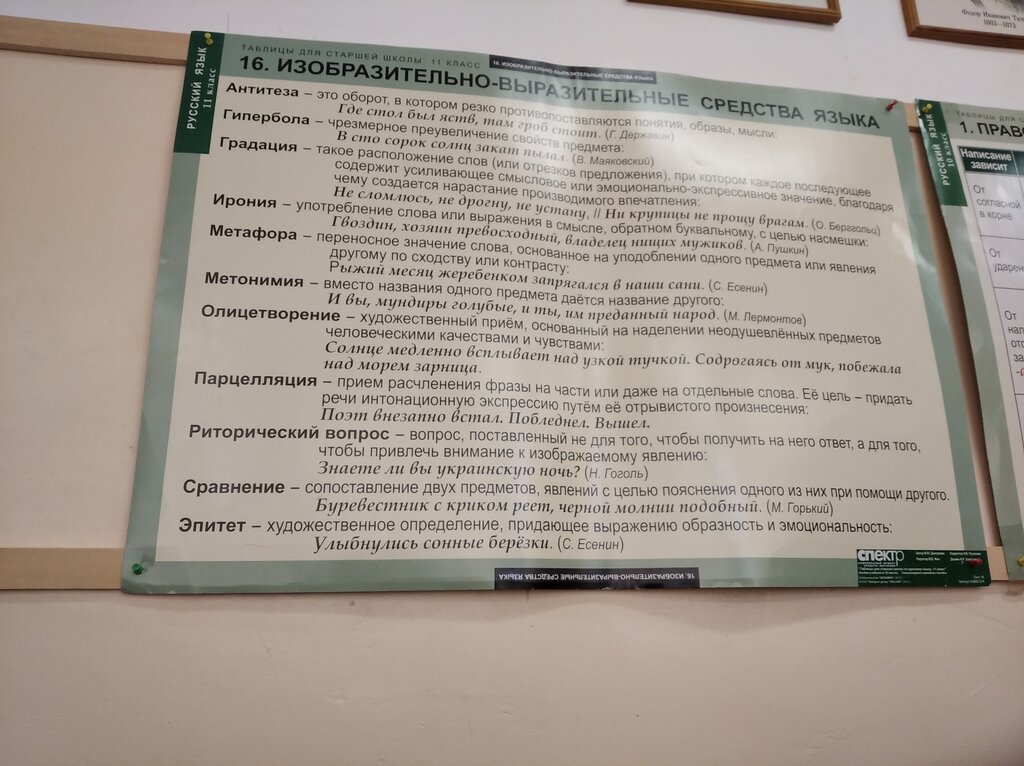 Федор Иванович
1803—1873
ТАБЛИЦЫ ДЛЯ СТАРШЕЙ ШКОЛЫ 11 КЛАСС
16. ИЗОБРАЗИТЕЛЬНО-ВЫРАЗИТЕЛЬНЫЕ СРЕДСТВА ЯЗЫКА
РУССКИЙ ЯЗЫК
11 класс
16. ИЗОБРАЗИТЕЛЬНО-ВЫРАЗИТЕЛЬНЫЕ СРЕДСТВА ЯЗЫКА
Антитеза – это оборот, в котором резко противопоставляются понятия, образы, мысли:
Где стол был яств, там гроб стоит. (Г. Державин)
Гипербола – чрезмерное преувеличение свойств предмета:
В сто сорок солнц закат пылал. (В. Маяковский)
Градация – такое расположение слов (или отрезков предложения), при котором каждое последующее
содержит усиливающее смысловое или эмоционально-экспрессивное значение, благодаря
чему создается нарастание производимого впечатления:
Не сломлюсь, не дрогну, не устану, // Ни крупицы не прощу врагам. (О. Берггольц)
Ирония – употребление слова или выражения в смысле, обратном буквальному, с целью насмешки:
Гвоздин, хозяин превосходный, владелец нищих мужиков. (А. Пушкин)
Метафора – переносное значение слова, основанное на уподоблении одного предмета или явления
другому по сходству или контрасту:
Рыжий месяц жеребенком запрягался в наши сани. (С. Есенин)
Метонимия – вместо названия одного предмета даётся название другого:
И вы, мундиры голубые, и ты, им преданный народ. (М. Лермонтов)
Олицетворение – художественный приём, основанный на наделении неодушевлённых предметов
человеческими качествами и чувствами:
Солнце медленно всплывает над узкой тучкой. Содрогаясь от мук, побежала
над морем зарница.
Парцелляция – прием расчленения фразы на части или даже на отдельные слова. Её цель – придать
речи интонационную экспрессию путём её отрывистого произнесения:
Поэт внезапно встал. Побледнел. Вышел.
Риторический вопрос – вопрос, поставленный не для того, чтобы получить на него ответ, а для того,
чтобы привлечь внимание к изображаемому явлению:
Знаете ли вы украинскую ночь? (Н. Гоголь)
Сравнение – сопоставление двух предметов, явлений с целью пояснения одного из них при помощи другого.
Буревестник с криком реет, черной молнии подобный. (М. Горький)
Эпитет – художественное определение, придающее выражению образность и эмоциональность:
Улыбнулись сонные берёзки. (С. Есенин)
спектр
16. ИЗОБРАЗИТЕЛЬНО-ВЫРАЗИТЕЛЬНЫЕ СРЕДСТВА ЯЗЫКА
РУССКИЙ ЯЗЫК
10 класс
ТАБЛИЦЫ ДЛЯ
1. ПРАВО
Написание
зависит
От
согласной
в корне
От
От